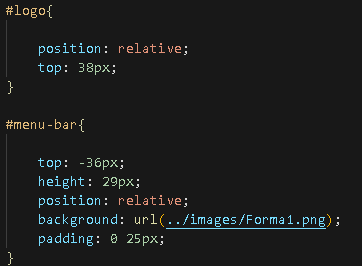 #logo{
position: relative;
top: 38px;
}
#menu-bar{
top: -36px;
height: 29px;
position: relative;
background: url(../images/Forma1.png);
padding: 0 25px;
}